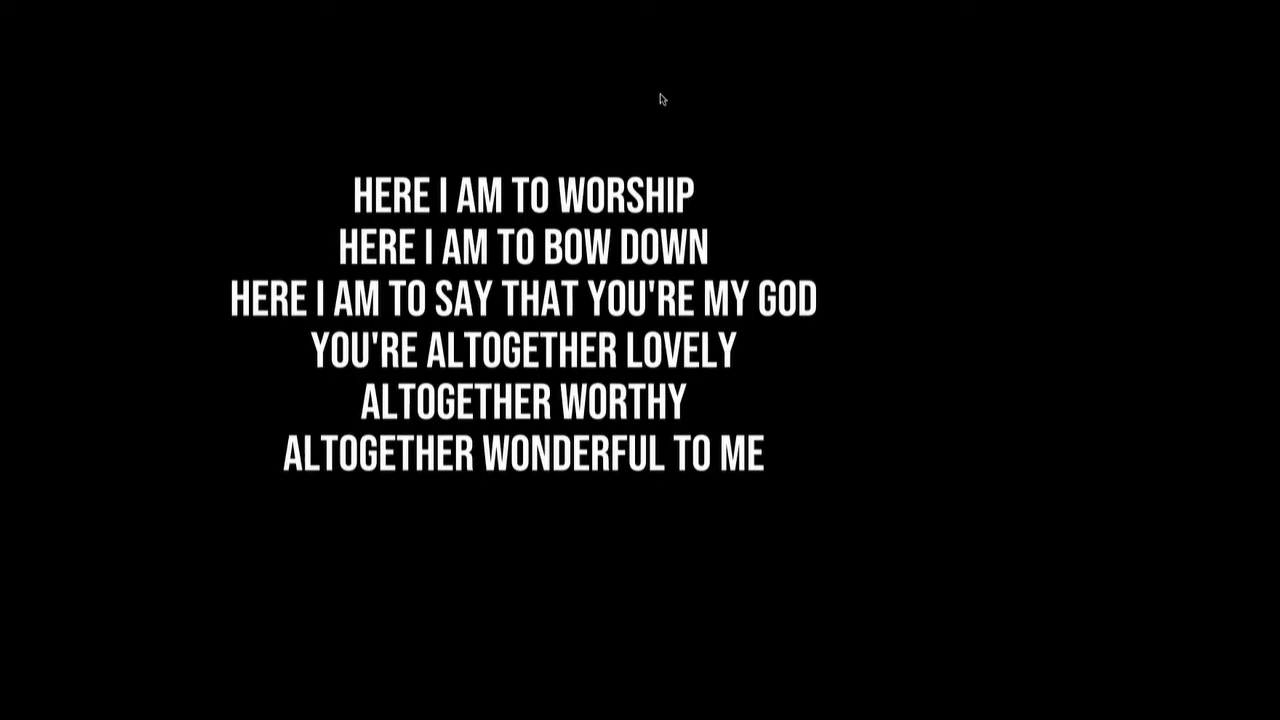 HERE I AM TO WORSHIP
HERE I AM TO BOW DOWN
HERE I AM TO SAY THAT YOU'RE MY GOD
YOU'RE ALTOGETHER LOVELY
ALTOGETHER WORTHY
ALTOGETHER WONDERFUL TO ME